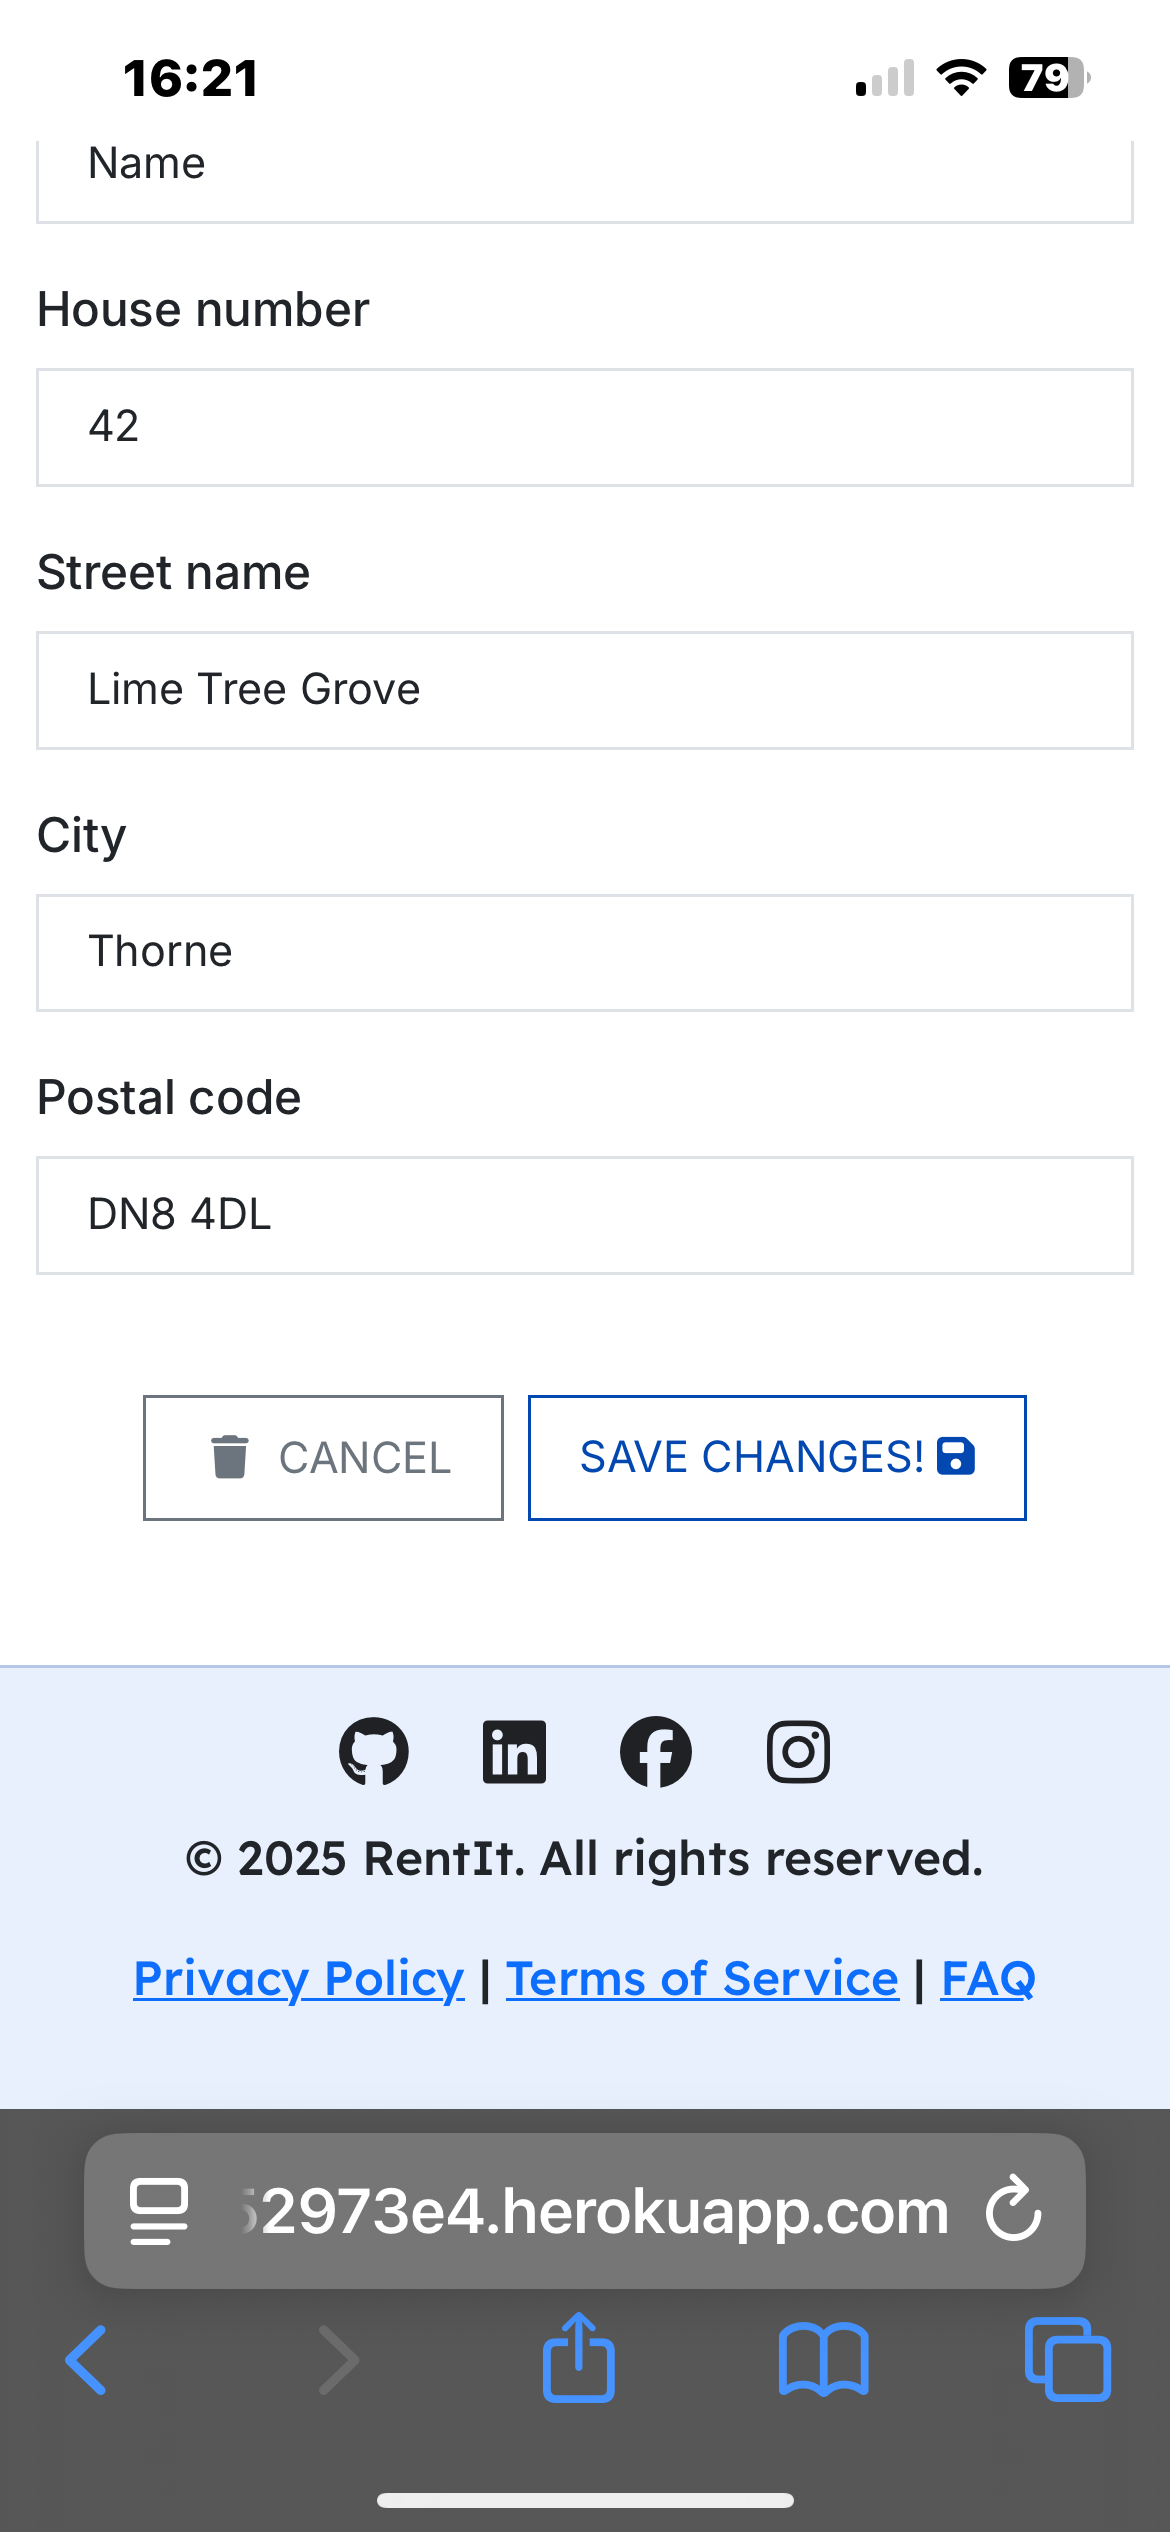 16:21
79
Name
House number
42
Street name
Lime Tree Grove
City
Thorne
Postal code
DN8 4DL
CANCEL
SAVE CHANGES!
© 2025 RentIt. All rights reserved.
Privacy Policy | Terms of Service | FAQ
2973e4.herokuapp.com